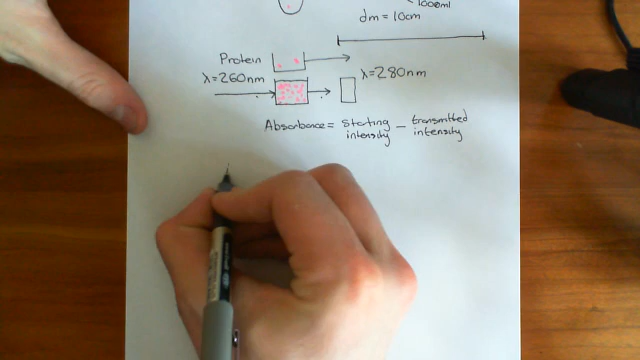 1000ml
dm = 10cm
Protein
λ=260nm
λ=280nm
Absorbance = starting intensity - transmitted intensity